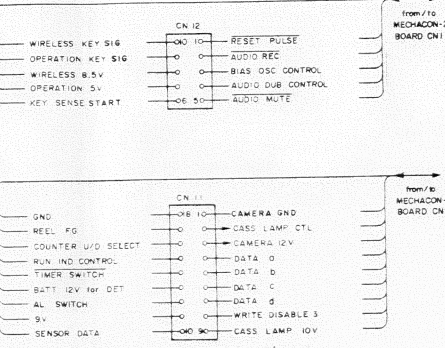 from/to
MECHACON-2
BOARD CN1
CN 12
WIRELESS KEY SIG 10 1 RESET PULSE
OPERATION KEY SIG AUDIO REC
WIRELESS 8.5V BIAS OSC CONTROL
OPERATION 5V AUDIO DUB CONTROL
KEY SENSE START 6 5 AUDIO MUTE
from/to
MECHACON-
BOARD CN
CN 11
GND 18 1 CAMERA GND
REEL FG CASS LAMP CTL
COUNTER U/D SELECT CAMERA 12V
RUN IND CONTROL DATA a
TIMER SWITCH DATA b
BATT 12V for DET DATA c
AL SWITCH DATA d
9V WRITE DISABLE 3
SENSOR DATA 10 9 CASS LAMP 10V